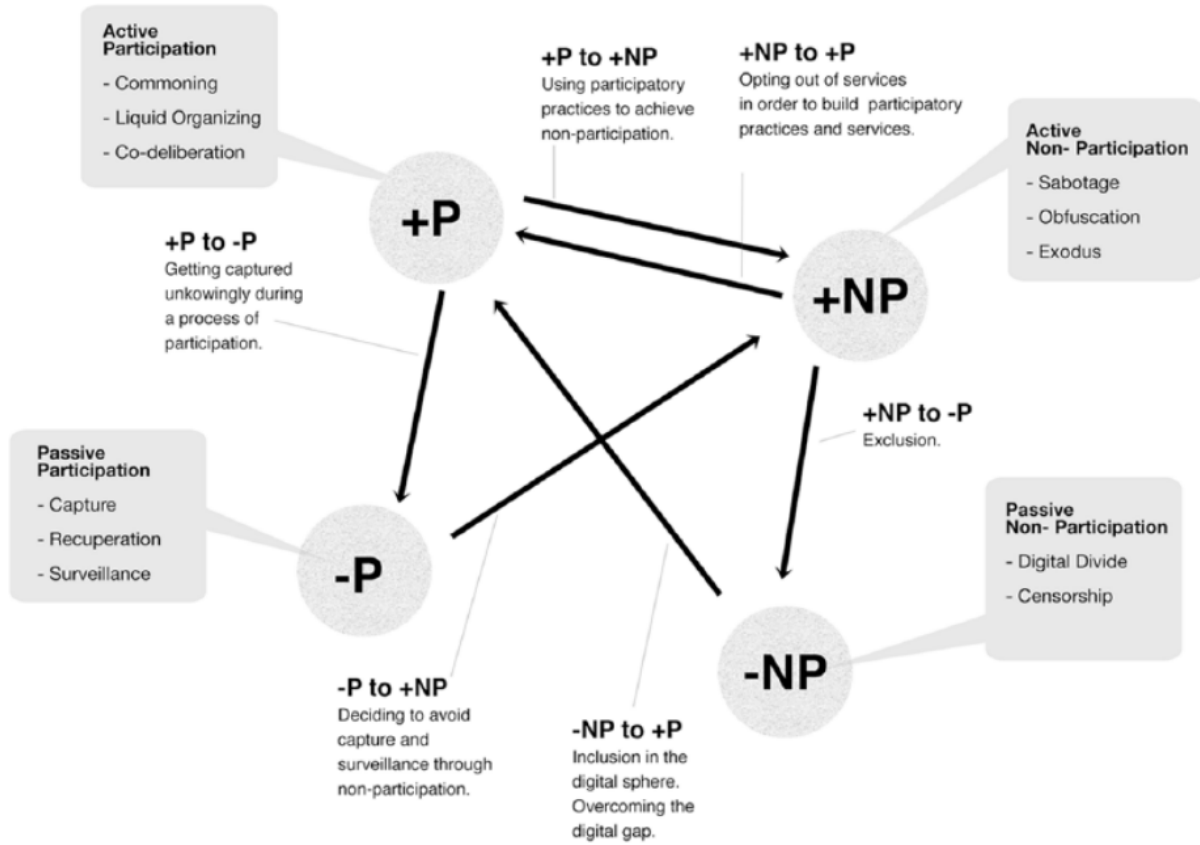 Active
Participation
- Commoning
- Liquid Organizing
- Co-deliberation
+P to +NP
Using participatory
practices to achieve
non-participation.
+NP to +P
Opting out of services
in order to build participatory
practices and services.
Active
Non- Participation
- Sabotage
- Obfuscation
- Exodus
+P
+NP
+P to -P
Getting captured
unkowingly during
a process of
participation.
+NP to -P
Exclusion.
Passive
Participation
- Capture
- Recuperation
- Surveillance
-P
Passive
Non- Participation
- Digital Divide
- Censorship
-NP
-P to +NP
Deciding to avoid
capture and
surveillance through
non-participation.
-NP to +P
Inclusion in the
digital sphere.
Overcoming the
digital gap.